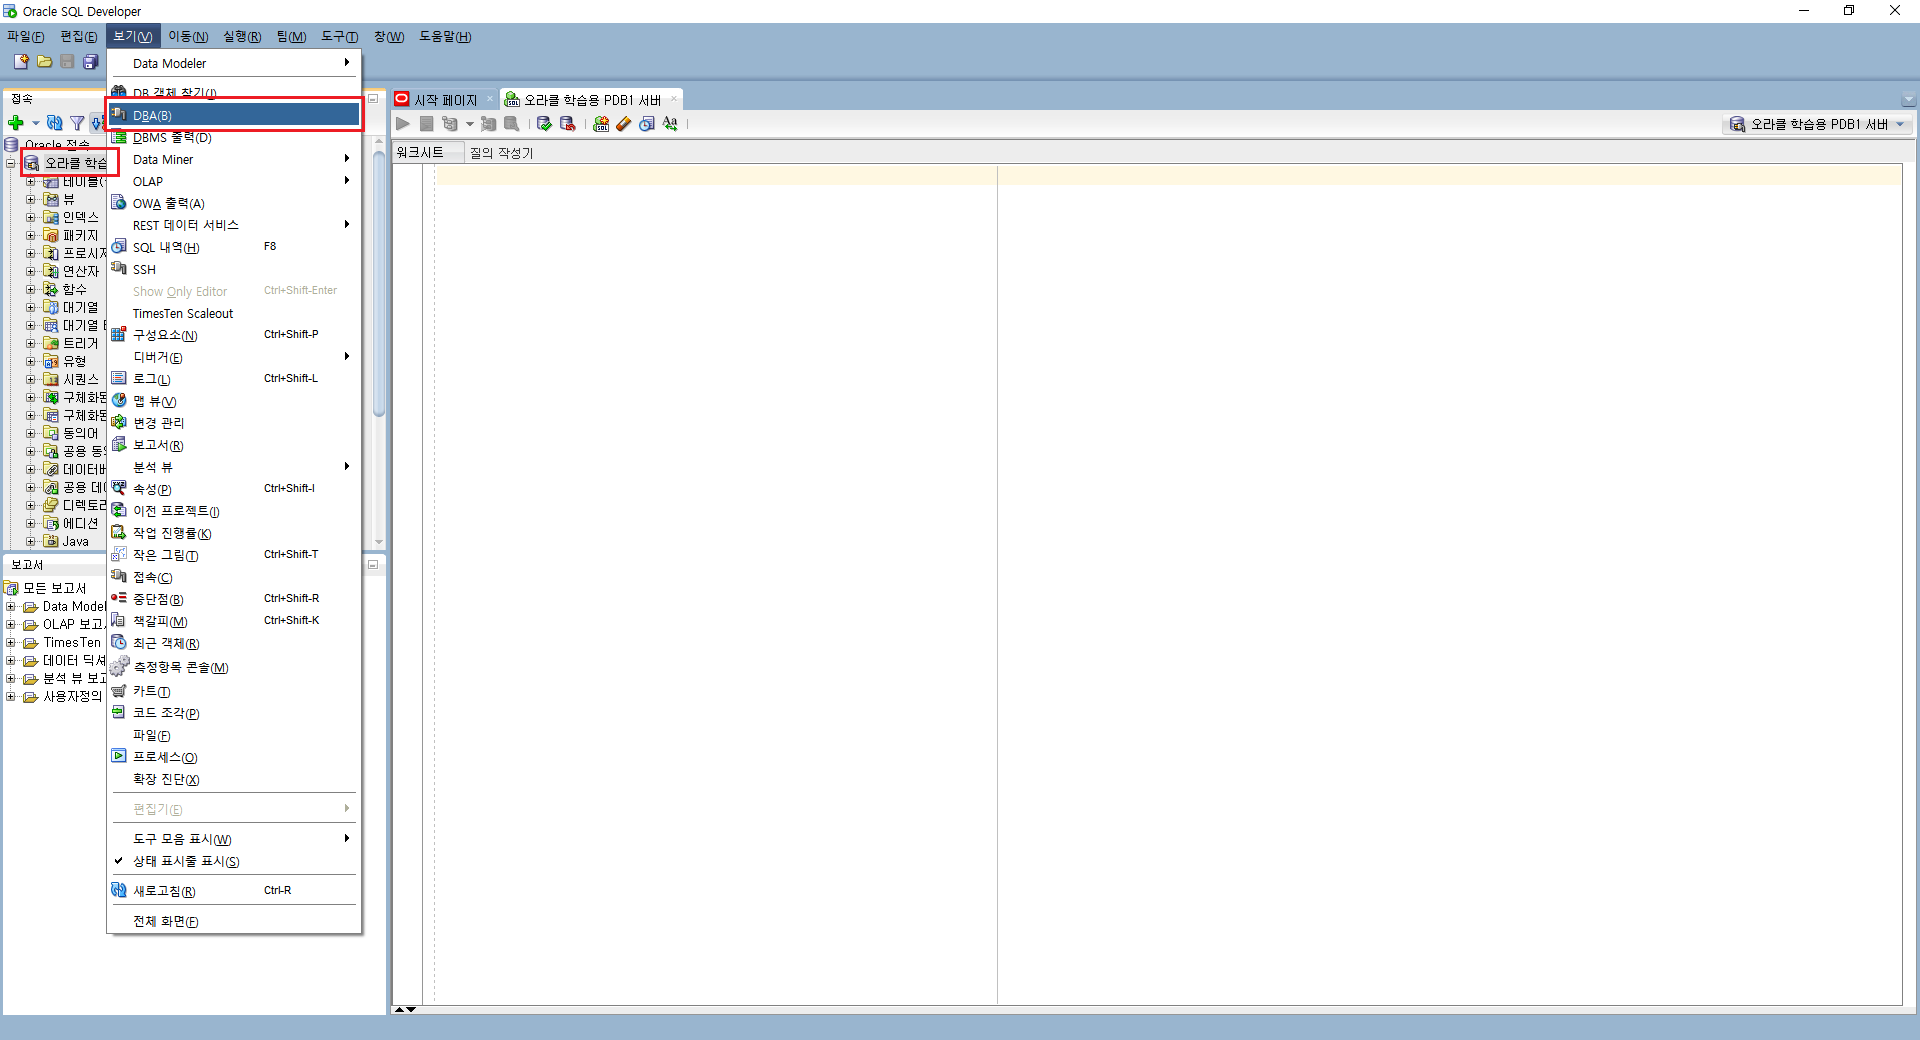 Oracle SQL Developer
파일(F) 편집(E) 보기(V) 이동(N) 실행(R) 팀(M) 도구(T) 창(W) 도움말(H)
접속
Oracle 접속
오라클 학습
테이블(
뷰
인덱스
패키지
프로시저
연산자
함수
대기열
대기열
트리거
유형
시퀀스
구체화된
구체화된
동의어
공용 동의
데이터베
공용 데이
디렉토리
에디션
Java
보고서
모든 보고서
Data Model
OLAP 보고서
TimesTen
데이터 딕셔
분석 뷰 보고
사용자정의
Data Modeler
DB 객체 찾기(J)
DBA(B)
DBMS 출력(D)
Data Miner
OLAP
OWA 출력(A)
REST 데이터 서비스
SQL 내역(H) F8
SSH
Show Only Editor Ctrl+Shift-Enter
TimesTen Scaleout
구성요소(N) Ctrl+Shift-P
디버거(E)
로그(L) Ctrl+Shift-L
맵 뷰(V)
변경 관리
보고서(R)
분석 뷰
속성(P) Ctrl+Shift-I
이전 프로젝트(I)
작업 진행률(K)
작은 그림(T) Ctrl+Shift-T
접속(C)
중단점(B) Ctrl+Shift-R
책갈피(M) Ctrl+Shift-K
최근 객체(R)
측정항목 콘솔(M)
카트(T)
코드 조각(P)
파일(F)
프로세스(O)
확장 진단(X)
편집기(E)
도구 모음 표시(W)
상태 표시줄 표시(S)
새로고침(R) Ctrl-R
전체 화면(F)
시작 페이지 오라클 학습용 PDB1 서버
오라클 학습용 PDB1 서버
워크시트 질의 작성기